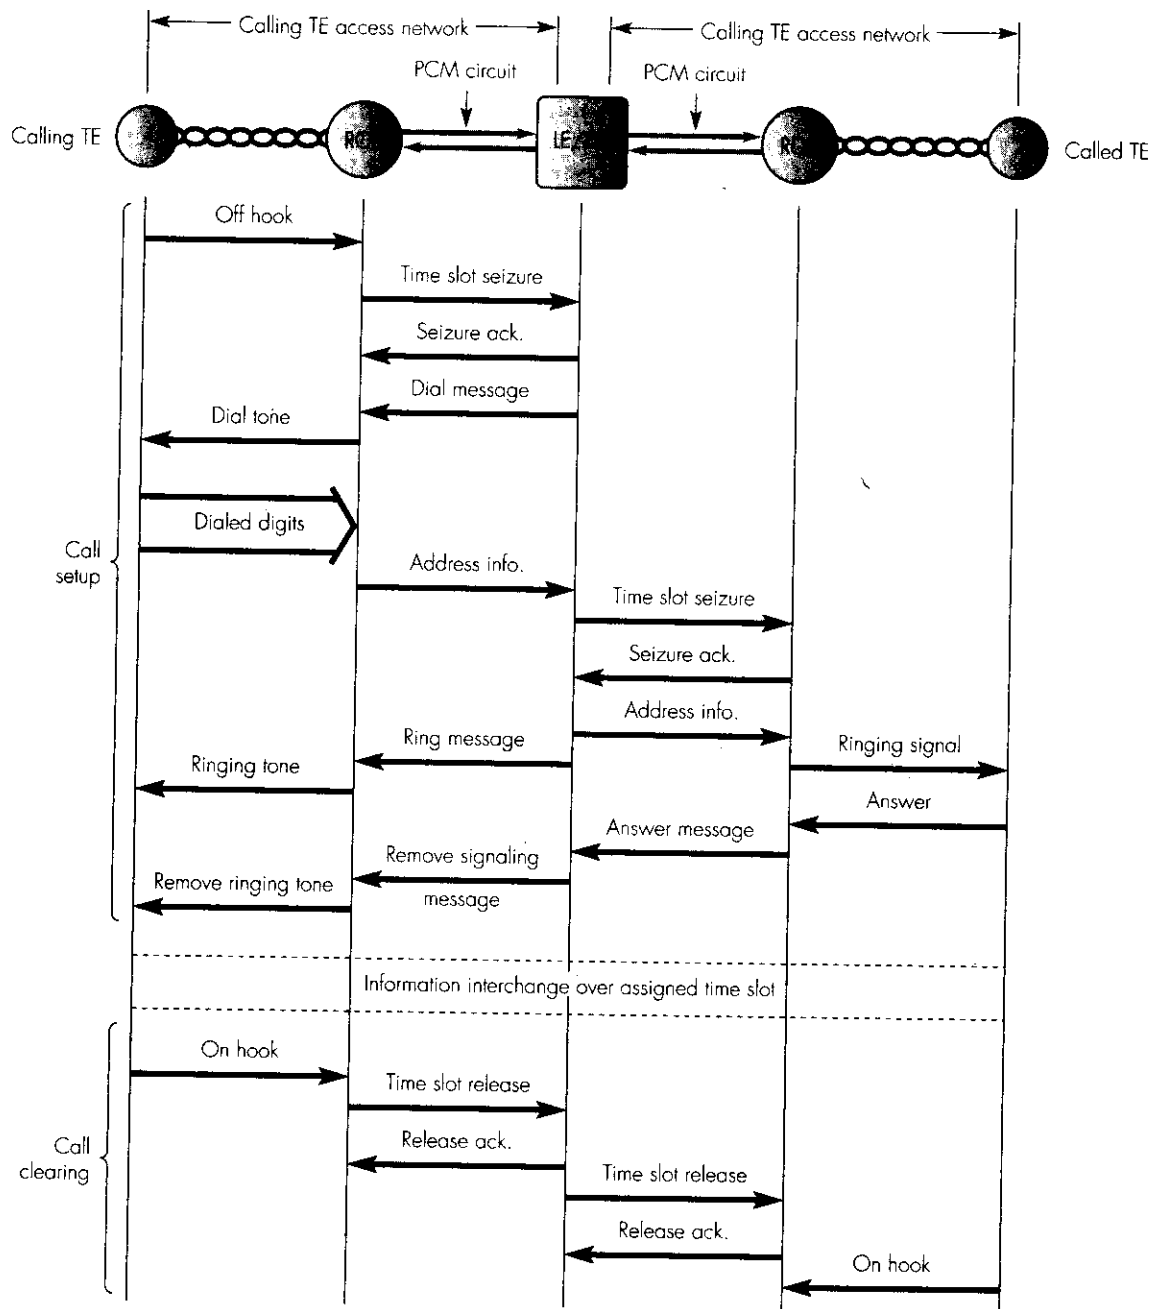 Calling TE access network
Calling TE access network
PCM circuit
PCM circuit
Calling TE
RC
LE
RC
Called TE
Off hook
Time slot seizure
Seizure ack.
Dial message
Dial tone
Dialed digits
Call
setup
Address info.
Time slot seizure
Seizure ack.
Address info.
Ring message
Ringing signal
Ringing tone
Answer
Answer message
Remove signaling
message
Remove ringing tone
Information interchange over assigned time slot
On hook
Time slot release
Release ack.
Call
clearing
Time slot release
Release ack.
On hook